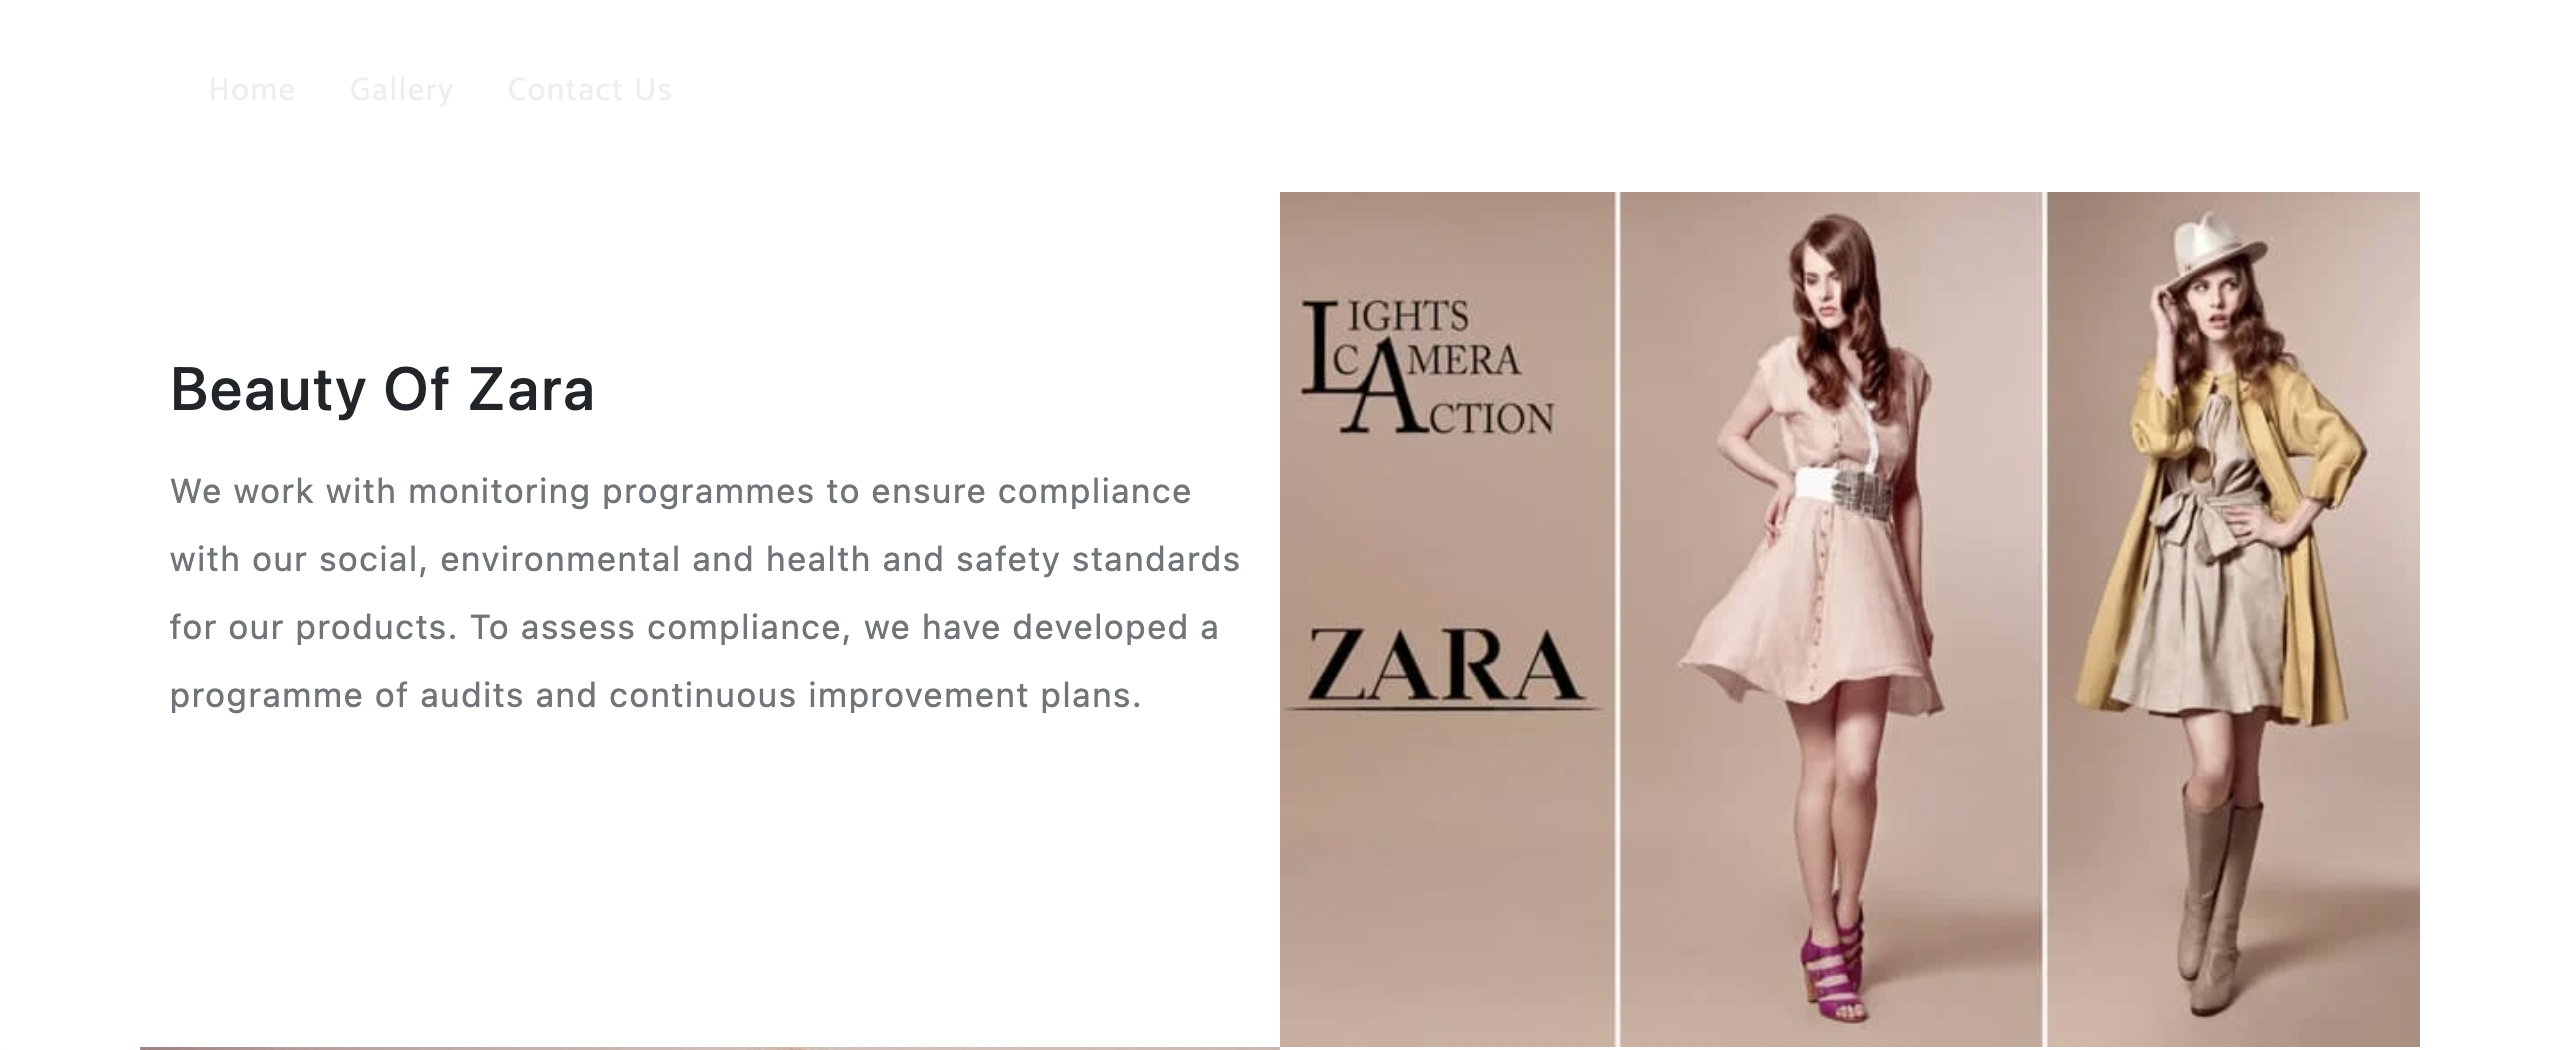 Home Gallery Contact Us
Beauty Of Zara
We work with monitoring programmes to ensure compliance
with our social, environmental and health and safety standards
for our products. To assess compliance, we have developed a
programme of audits and continuous improvement plans.
LIGHTS
CAMERA
ACTION
ZARA